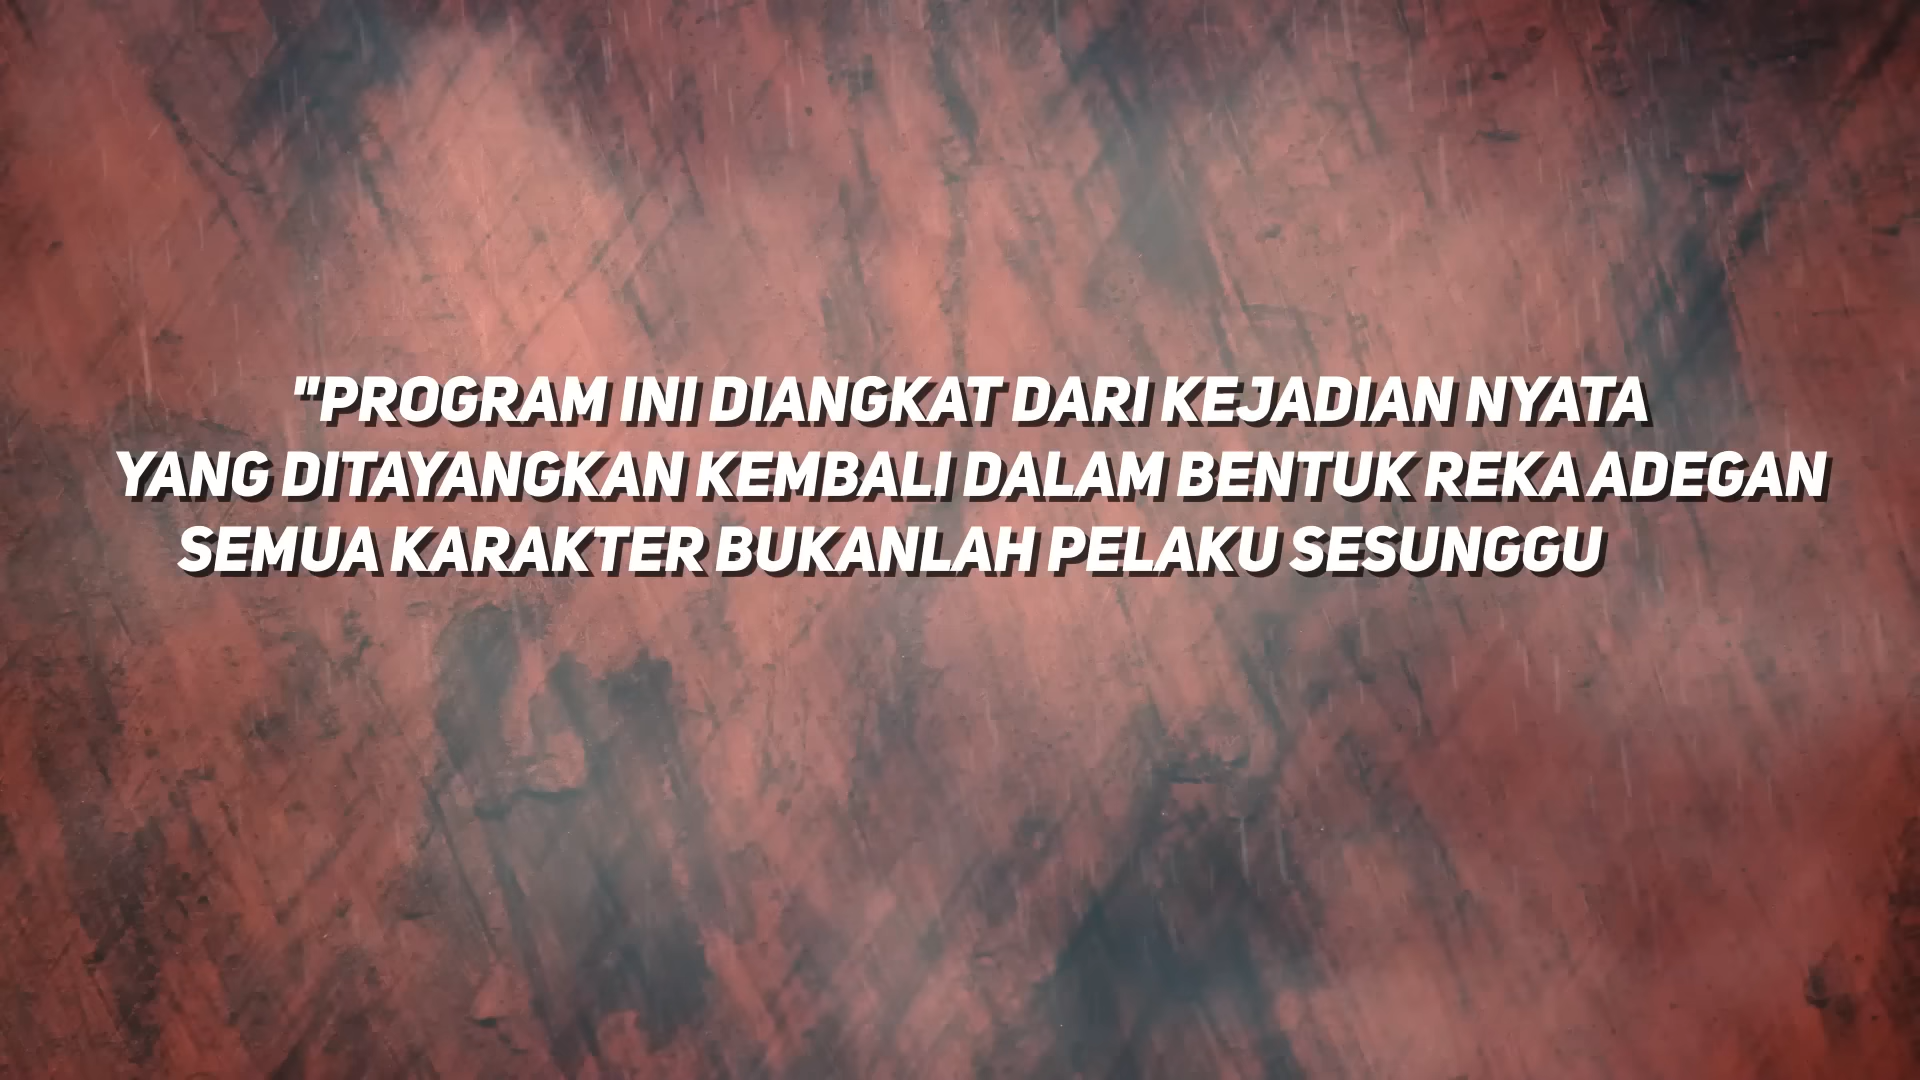 "PROGRAM INI DIANGKAT DARI KEJADIAN NYATA
YANG DITAYANGKAN KEMBALI DALAM BENTUK REKA ADEGAN
SEMUA KARAKTER BUKANLAH PELAKU SESUNGGU